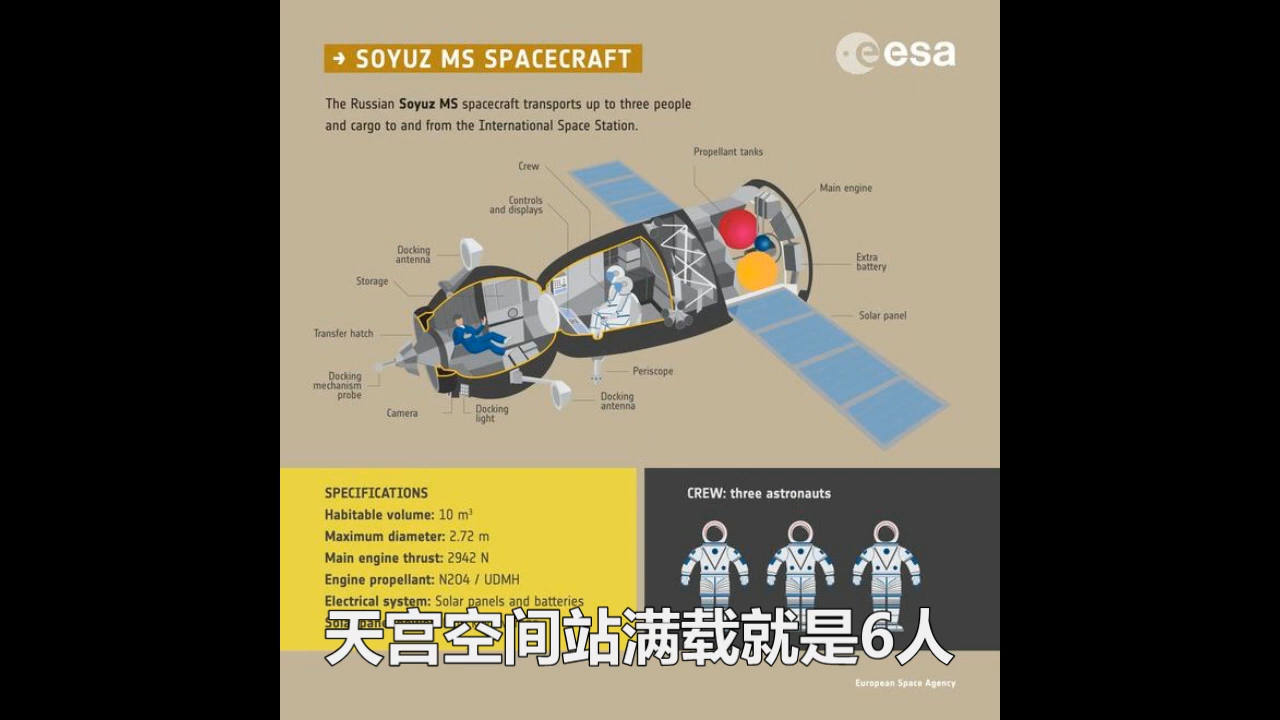 → SOYUZ MS SPACECRAFT
esa
The Russian Soyuz MS spacecraft transports up to three people
and cargo to and from the International Space Station.
Propellant tanks
Crew
Main engine
Controls
and displays
Docking
antenna
Extra
battery
Storage
Solar panel
Transfer hatch
Periscope
Docking
mechanism
probe
Docking
antenna
Camera
Docking
light
SPECIFICATIONS
Habitable volume: 10 m³
Maximum diameter: 2.72 m
Main engine thrust: 2942 N
Engine propellant: N2O4 / UDMH
Electrical system: Solar panels and batteries
CREW: three astronauts
天宫空间站满载就是6人
European Space Agency